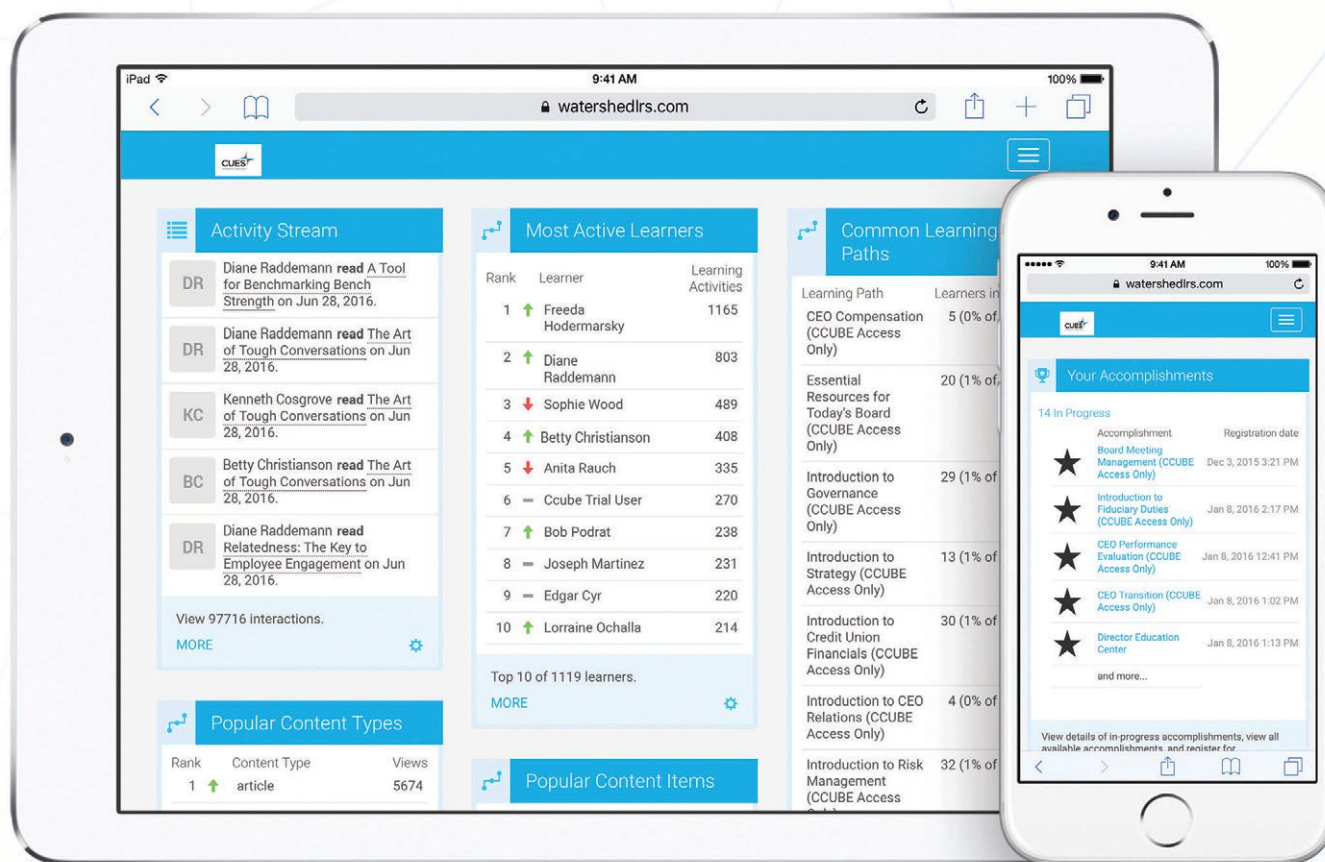 iPad
9:41 AM
100%
watershedlrs.com
CUES
Activity Stream
DR
Diane Raddemann read A Tool
for Benchmarking Bench
Strength on Jun 28, 2016.
DR
Diane Raddemann read The Art
of Tough Conversations on Jun
28, 2016.
KC
Kenneth Cosgrove read The Art
of Tough Conversations on Jun
28, 2016.
BC
Betty Christianson read The Art
of Tough Conversations on Jun
28, 2016.
DR
Diane Raddemann read
Relatedness: The Key to
Employee Engagement on Jun
28, 2016.
View 97716 interactions.
MORE
Popular Content Types
Rank Content Type Views
1 article 5674
Most Active Learners
Rank Learner Learning
Activities
1 Freeda 1165
Hodermarsky
2 Diane 803
Raddemann
3 Sophie Wood 489
4 Betty Christianson 408
5 Anita Rauch 335
6 Ccube Trial User 270
7 Bob Podrat 238
8 Joseph Martinez 231
9 Edgar Cyr 220
10 Lorraine Ochalla 214
Top 10 of 1119 learners.
MORE
Popular Content Items
Common Learning
Paths
Learning Path Learners in
CEO Compensation 5 (0% of
(CCUBE Access
Only)
Essential 20 (1% of
Resources for
Today's Board
(CCUBE Access
Only)
Introduction to 29 (1% of
Governance
(CCUBE Access
Only)
Introduction to 13 (1% of
Strategy (CCUBE
Access Only)
Introduction to 30 (1% of
Credit Union
Financials (CCUBE
Access Only)
Introduction to CEO 4 (0% of
Relations (CCUBE
Access Only)
Introduction to Risk 32 (1% of
Management
(CCUBE Access
9:41 AM
100%
watershedlrs.com
CUES
Your Accomplishments
14 In Progress
Accomplishment Registration date
Board Meeting
Management (CCUBE Dec 3, 2015 3:21 PM
Access Only)
Introduction to
Fiduciary Duties Jan 8, 2016 2:17 PM
(CCUBE Access Only)
CEO Performance
Evaluation (CCUBE Jan 8, 2016 12:41 PM
Access Only)
CEO Transition (CCUBE Jan 8, 2016 1:02 PM
Access Only)
Director Education Jan 8, 2016 1:13 PM
Center
and more...
View details of in-progress accomplishments, view all
available accomplishments, and register for